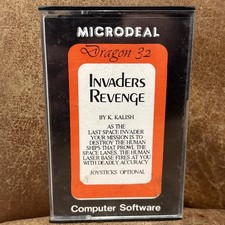 MICRODEAL
Dragon 32
INVADERS
REVENGE
BY K. KALISH
AS THE
LAST SPACE INVADER
YOUR MISSION IS TO
DESTROY THE HUMAN
SHIPS THAT PROWL THE
SPACE LANES. THE HUMAN
LASER BASE FIRES AT YOU
WITH DEADLY ACCURACY.
JOYSTICKS OPTIONAL
Computer Software